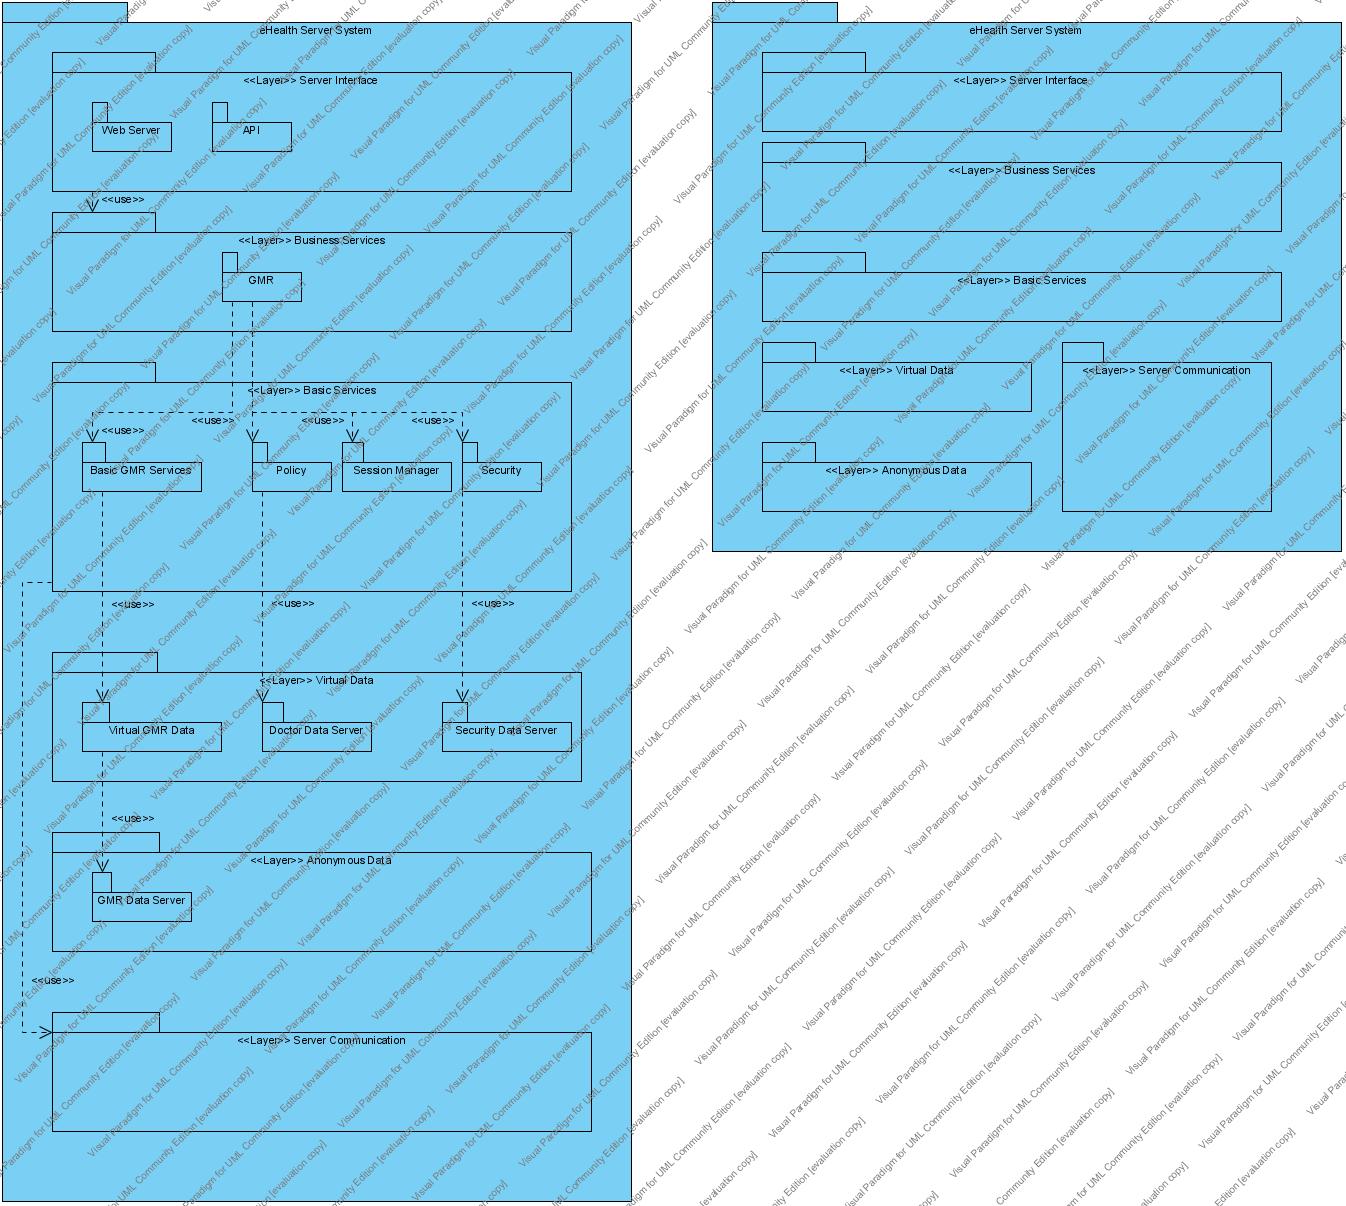 eHealth Server System
<<Layer>> Server Interface
Web Server
API
<<use>>
<<Layer>> Business Services
GMR
<<Layer>> Basic Services
<<use>>
<<use>>
<<use>>
<<use>>
Basic GMR Services
Policy
Session Manager
Security
<<use>>
<<use>>
<<use>>
<<Layer>> Virtual Data
Virtual GMR Data
Doctor Data Server
Security Data Server
<<use>>
<<Layer>> Anonymous Data
GMR Data Server
<<use>>
<<Layer>> Server Communication
eHealth Server System
<<Layer>> Server Interface
<<Layer>> Business Services
<<Layer>> Basic Services
<<Layer>> Virtual Data
<<Layer>> Server Communication
<<Layer>> Anonymous Data
Visual Paradigm for UML Community Edition [evaluation copy]